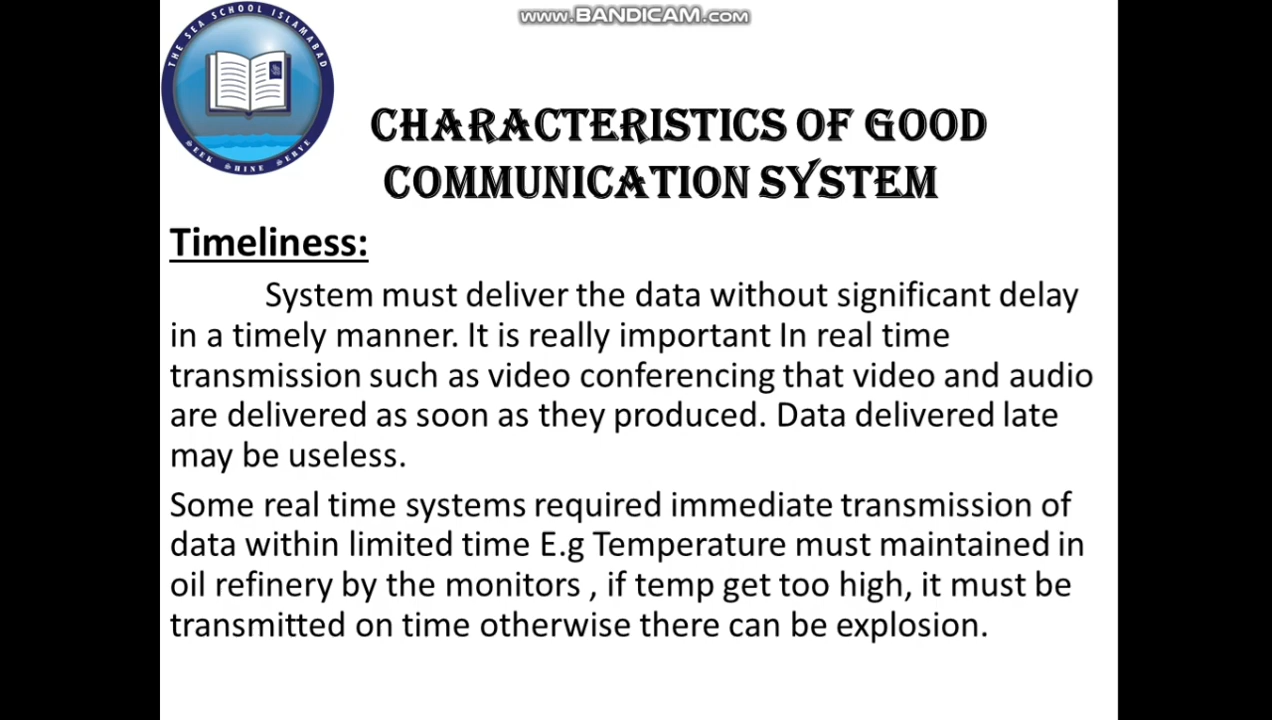 www.BANDICAM.com
THE SEA SCHOOL ISLAMABAD
SEEK SHINE SERVE
CHARACTERISTICS OF GOOD
COMMUNICATION SYSTEM
Timeliness:
System must deliver the data without significant delay
in a timely manner. It is really important In real time
transmission such as video conferencing that video and audio
are delivered as soon as they produced. Data delivered late
may be useless.
Some real time systems required immediate transmission of
data within limited time E.g Temperature must maintained in
oil refinery by the monitors , if temp get too high, it must be
transmitted on time otherwise there can be explosion.